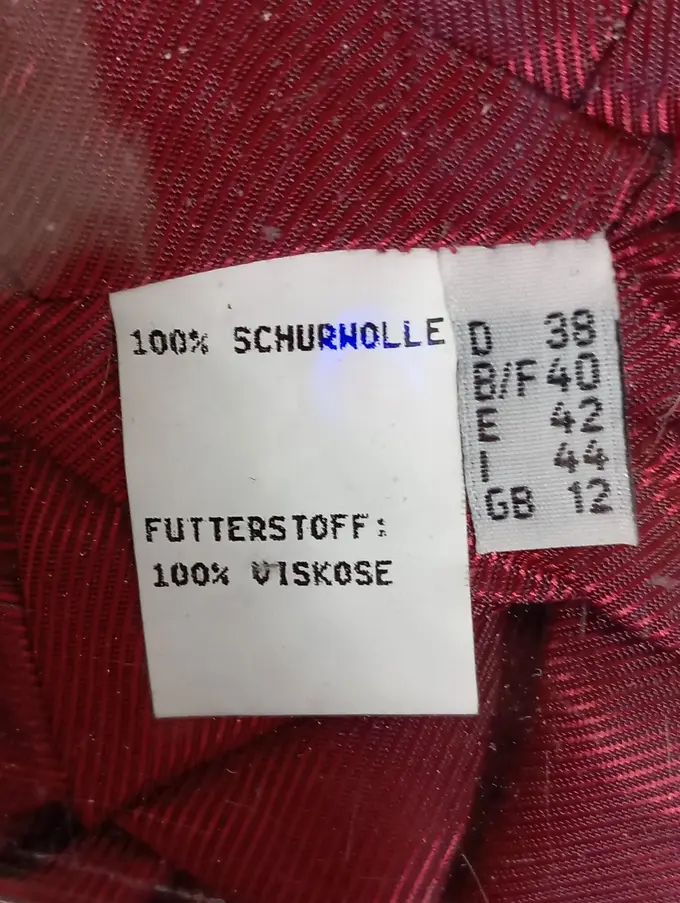 100% SCHURWOLLE
FUTTERSTOFF:
100% VISKOSE
D 38
B/F 40
E 42
I 44
GB 12